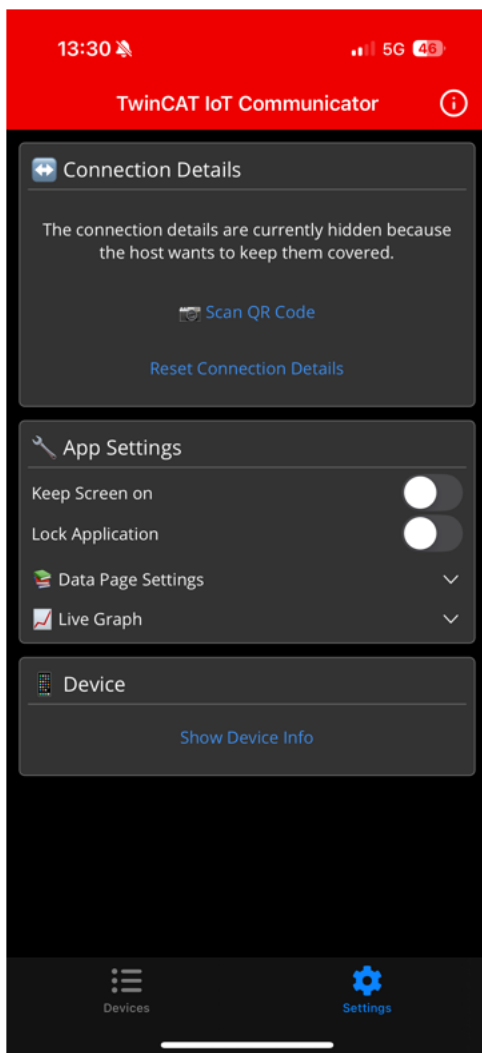 13:30 5G 46
TwinCAT IoT Communicator
Connection Details
The connection details are currently hidden because
the host wants to keep them covered.
Scan QR Code
Reset Connection Details
App Settings
Keep Screen on
Lock Application
Data Page Settings
Live Graph
Device
Show Device Info
Devices Settings